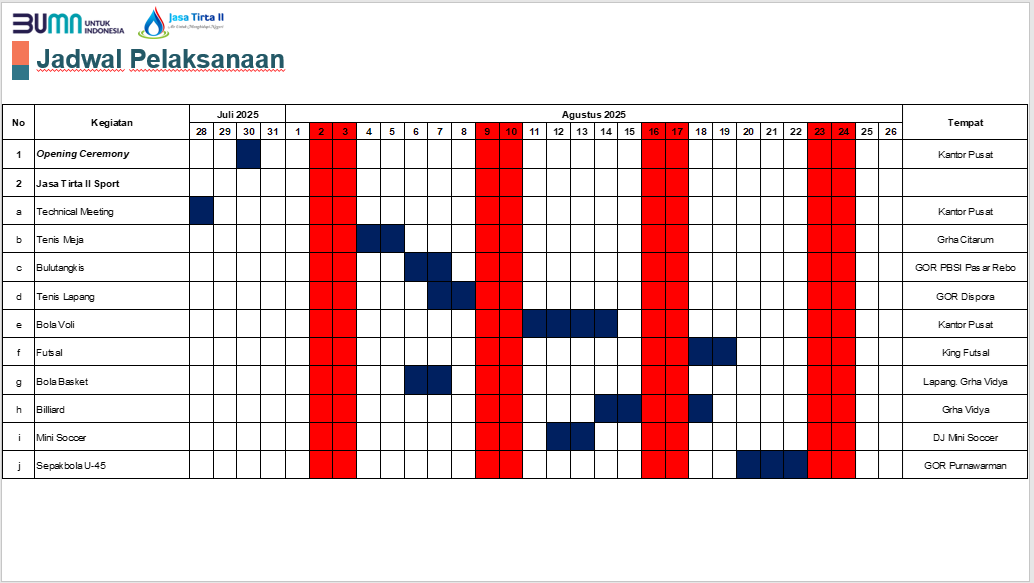 BUMN UNTUK INDONESIA
Jasa Tirta II
Jadwal Pelaksanaan
No Kegiatan Juli 2025 Agustus 2025 Tempat
28 29 30 31 1 2 3 4 5 6 7 8 9 10 11 12 13 14 15 16 17 18 19 20 21 22 23 24 25 26
1 Opening Ceremony Kantor Pusat
2 Jasa Tirta II Sport
a Technical Meeting Kantor Pusat
b Tenis Meja Grha Citarum
c Bulutangkis GOR PBSI Pasar Rebo
d Tenis Lapang GOR Dispora
e Bola Voli Kantor Pusat
f Futsal King Futsal
g Bola Basket Lapang. Grha Vidya
h Billiard Grha Vidya
i Mini Soccer DJ Mini Soccer
j Sepakbola U-45 GOR Purnawarman